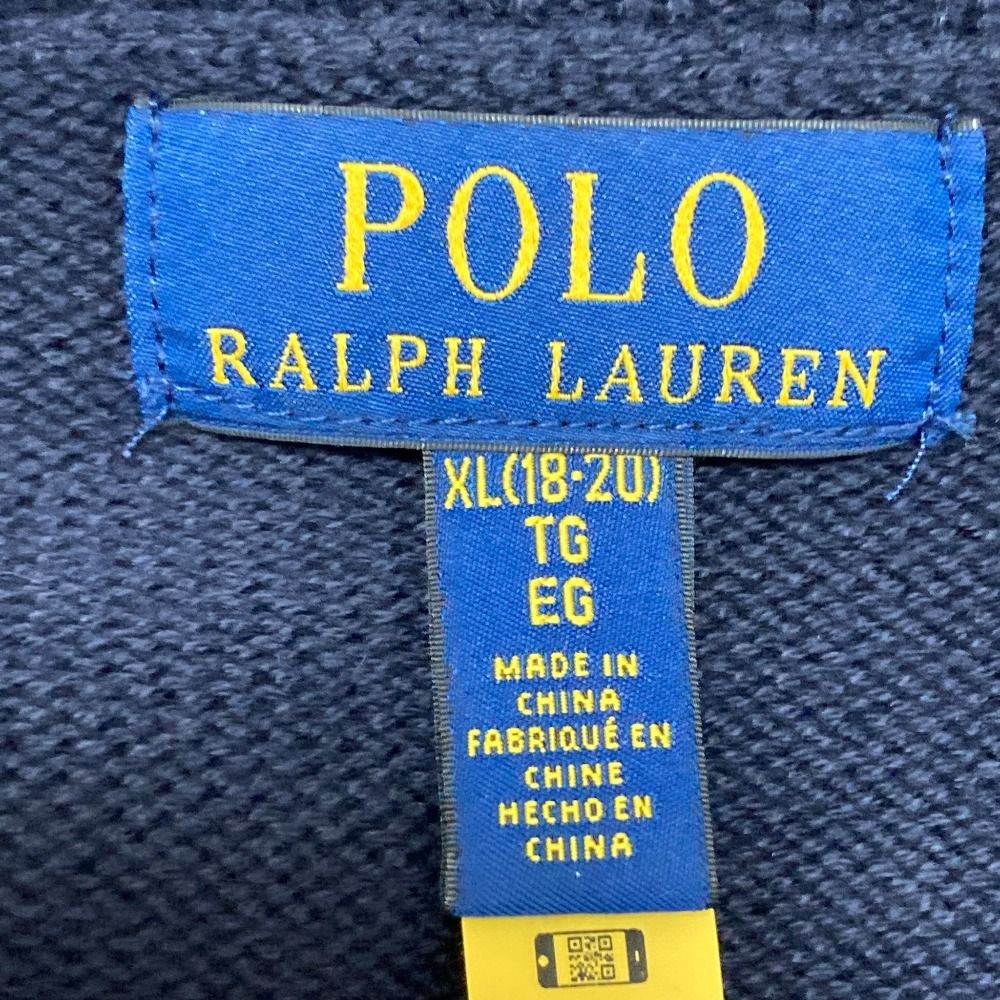 POLO
RALPH LAUREN
XL(18-20)
TG
EG
MADE IN
CHINA
FABRIQUÉ EN
CHINE
HECHO EN
CHINA